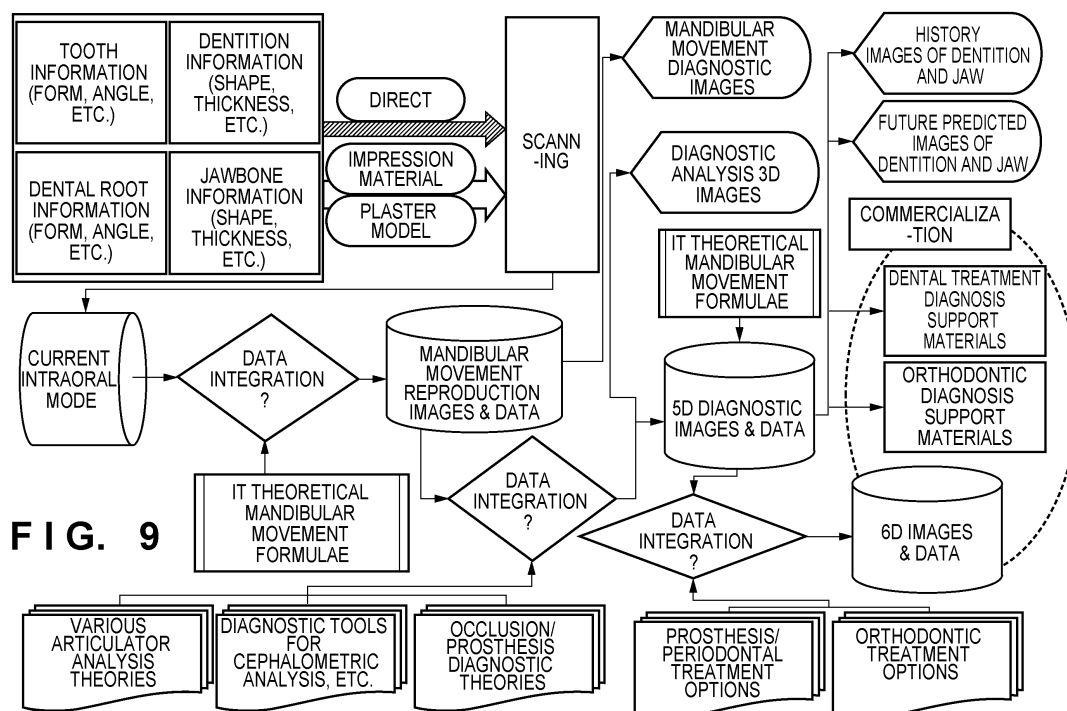 TOOTH
INFORMATION
(FORM, ANGLE,
ETC.)
DENTITION
INFORMATION
(SHAPE,
THICKNESS,
ETC.)
DENTAL ROOT
INFORMATION
(FORM, ANGLE,
ETC.)
JAWBONE
INFORMATION
(SHAPE,
THICKNESS,
ETC.)
DIRECT
IMPRESSION
MATERIAL
PLASTER
MODEL
SCANN
-ING
MANDIBULAR
MOVEMENT
DIAGNOSTIC
IMAGES
HISTORY
IMAGES OF DENTITION
AND JAW
FUTURE PREDICTED
IMAGES OF
DENTITION AND JAW
DIAGNOSTIC
ANALYSIS 3D
IMAGES
COMMERCIALIZA
-TION
IT THEORETICAL
MANDIBULAR
MOVEMENT
FORMULAE
DENTAL TREATMENT
DIAGNOSIS
SUPPORT
MATERIALS
ORTHODONTIC
DIAGNOSIS
SUPPORT
MATERIALS
CURRENT
INTRAORAL
MODE
DATA
INTEGRATION
?
MANDIBULAR
MOVEMENT
REPRODUCTION
IMAGES & DATA
5D DIAGNOSTIC
IMAGES & DATA
DATA
INTEGRATION
?
IT THEORETICAL
MANDIBULAR
MOVEMENT
FORMULAE
DATA
INTEGRATION
?
6D IMAGES
& DATA
FIG. 9
VARIOUS
ARTICULATOR
ANALYSIS
THEORIES
DIAGNOSTIC TOOLS
FOR
CEPHALOMETRIC
ANALYSIS, ETC.
OCCLUSION/
PROSTHESIS
DIAGNOSTIC
THEORIES
PROSTHESIS/
PERIODONTAL
TREATMENT
OPTIONS
ORTHODONTIC
TREATMENT
OPTIONS